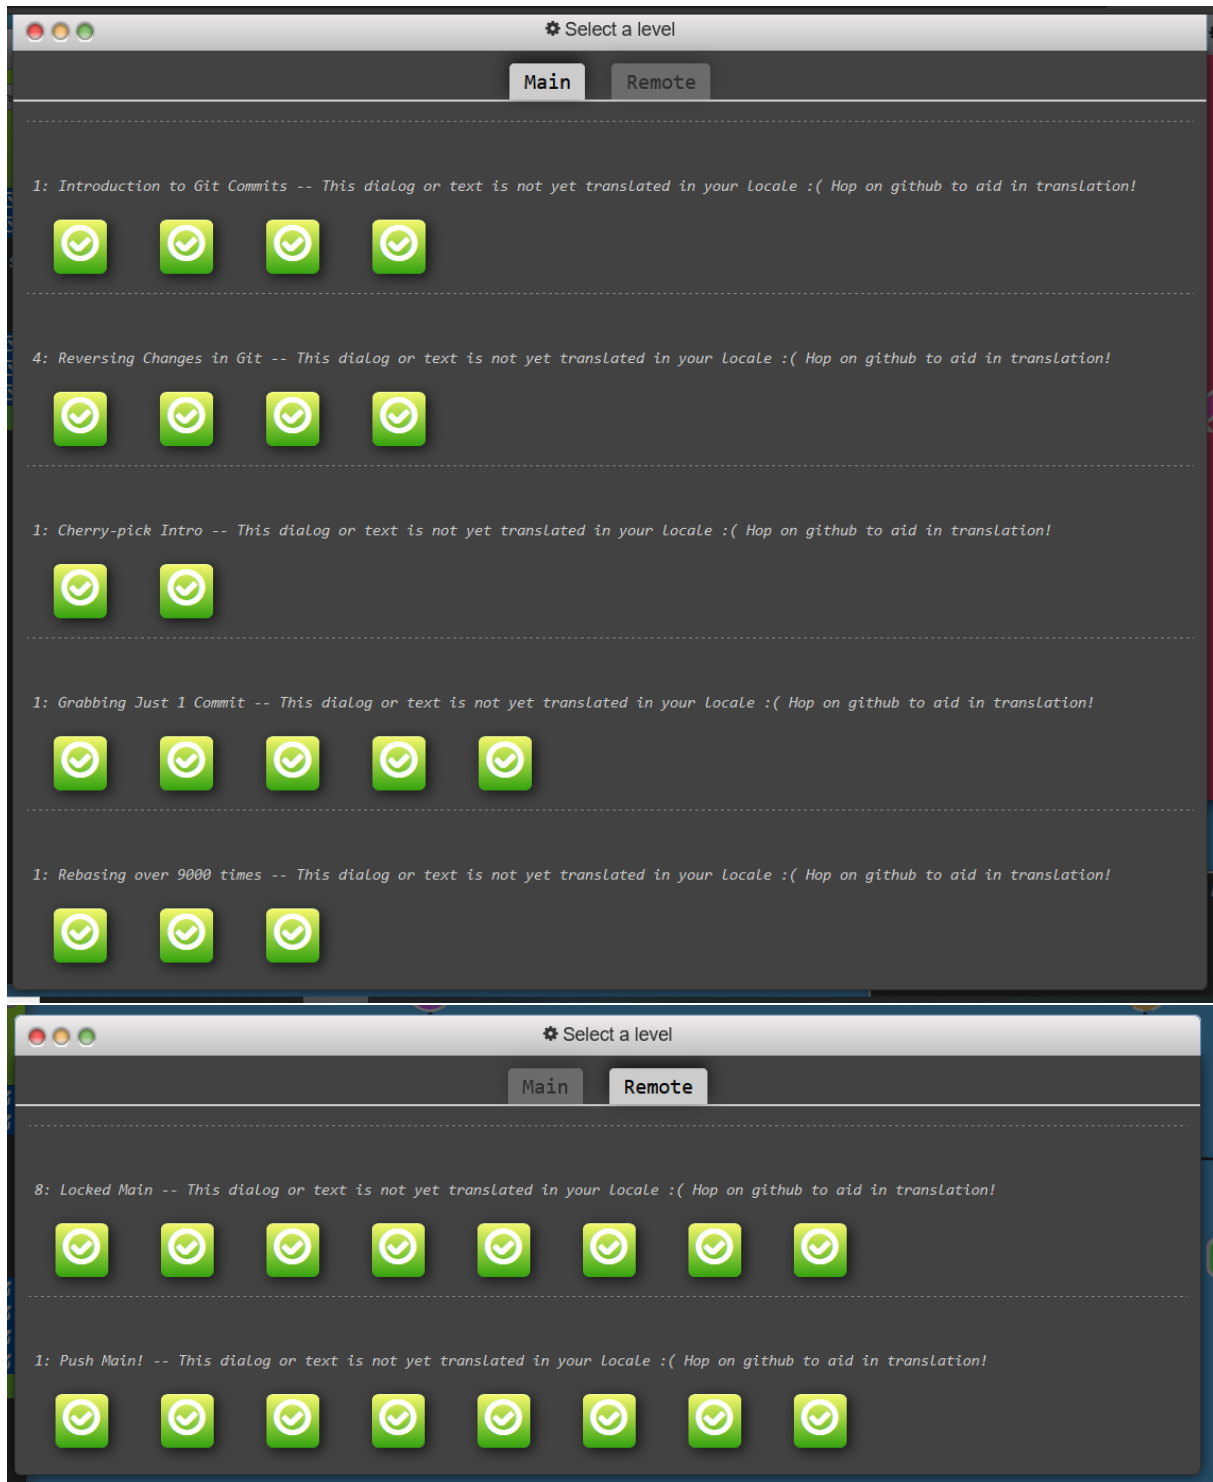 Select a level
Main Remote
1: Introduction to Git Commits -- This dialog or text is not yet translated in your locale :( Hop on github to aid in translation!
4: Reversing Changes in Git -- This dialog or text is not yet translated in your locale :( Hop on github to aid in translation!
1: Cherry-pick Intro -- This dialog or text is not yet translated in your locale :( Hop on github to aid in translation!
1: Grabbing Just 1 Commit -- This dialog or text is not yet translated in your locale :( Hop on github to aid in translation!
1: Rebasing over 9000 times -- This dialog or text is not yet translated in your locale :( Hop on github to aid in translation!
Select a level
Main Remote
8: Locked Main -- This dialog or text is not yet translated in your locale :( Hop on github to aid in translation!
1: Push Main! -- This dialog or text is not yet translated in your locale :( Hop on github to aid in translation!